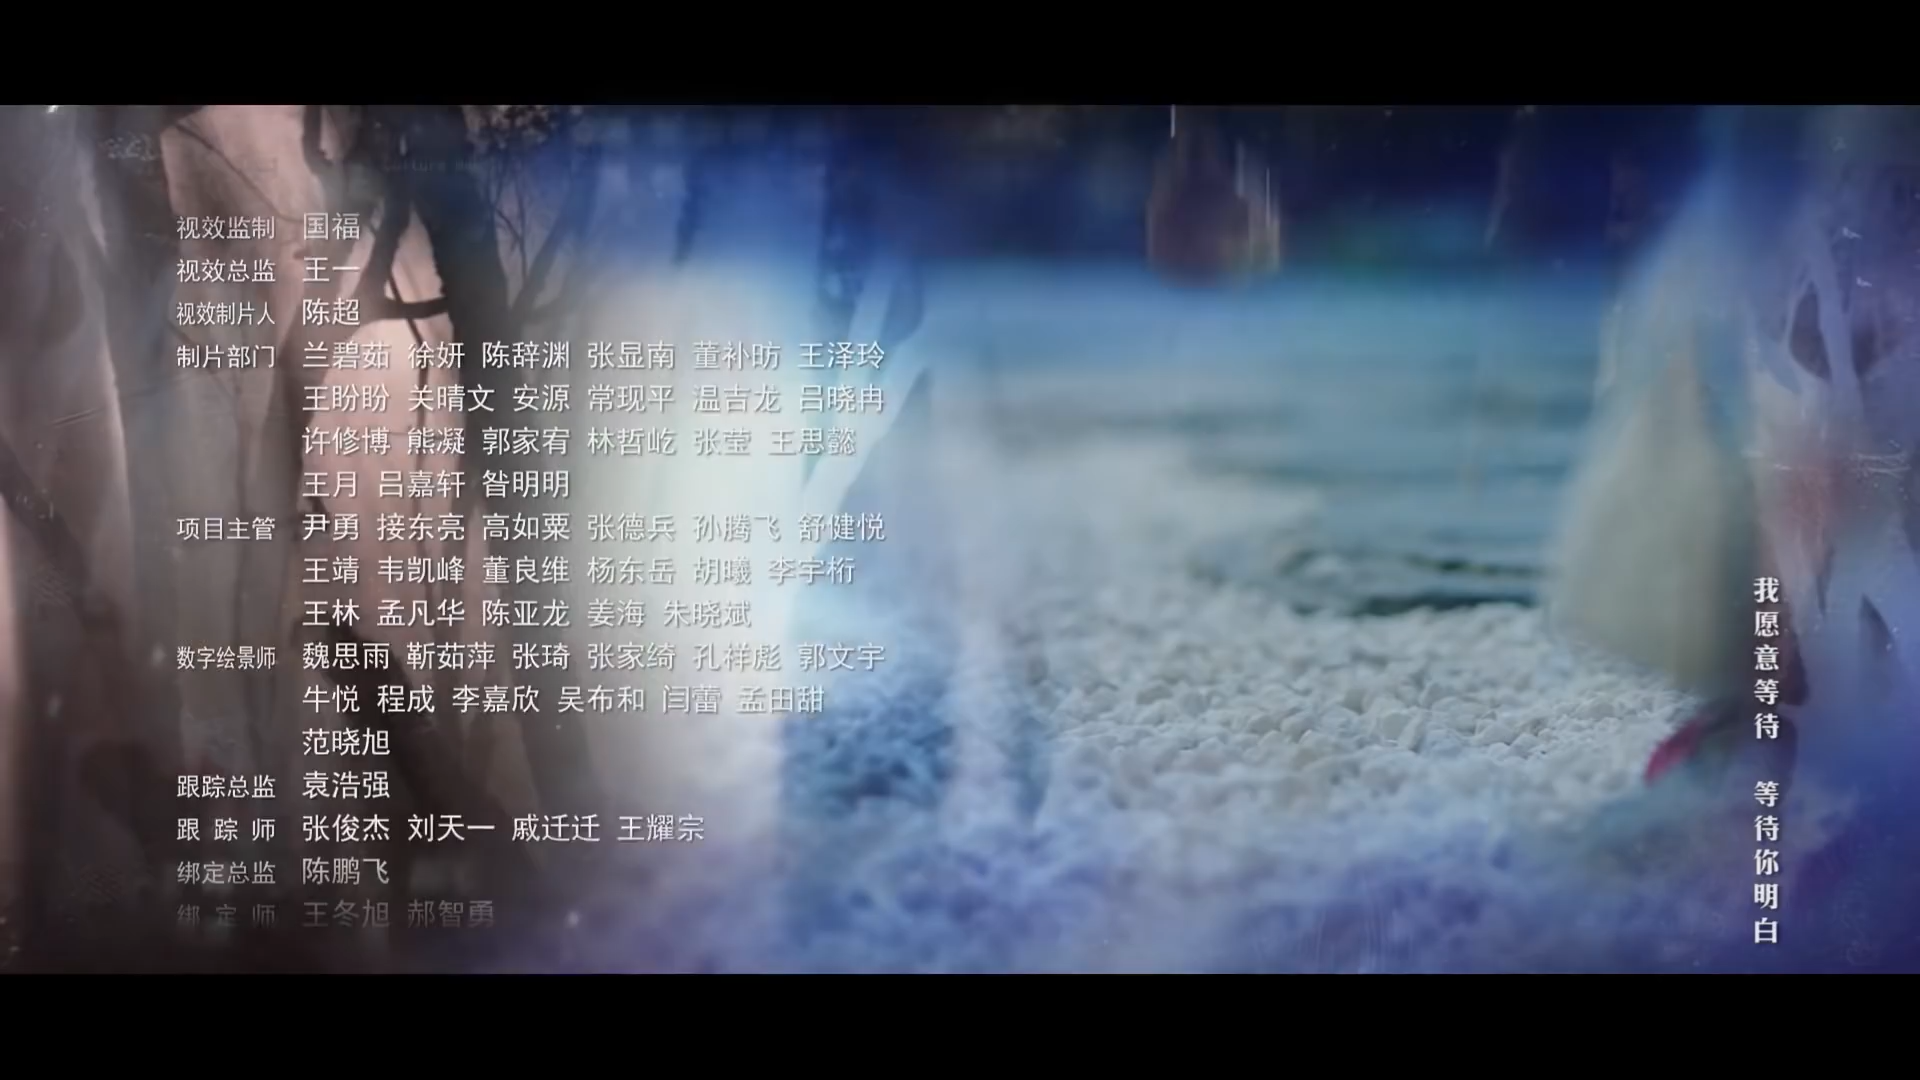 视效监制 国福
视效总监 王一
视效制片人 陈超
制片部门 兰碧茹 徐妍 陈辞渊 张显南 董补昉 王泽玲
王盼盼 关晴文 安源 常现平 温吉龙 吕晓冉
许修博 熊凝 郭家宥 林哲屹 张莹 王思懿
王月 吕嘉轩 昝明明
项目主管 尹勇 接东亮 高如粟 张德兵 孙腾飞 舒健悦
王靖 韦凯峰 董良维 杨东岳 胡曦 李宇桁
王林 孟凡华 陈亚龙 姜海 朱晓斌
数字绘景师 魏思雨 靳茹萍 张琦 张家绮 孔祥彪 郭文宇
牛悦 程成 李嘉欣 吴布和 闫蕾 孟田甜
范晓旭
跟踪总监 袁浩强
跟踪师 张俊杰 刘天一 戚迁迁 王耀宗
绑定总监 陈鹏飞
绑定师 王冬旭 郝智勇
我愿意等待 等待你明白